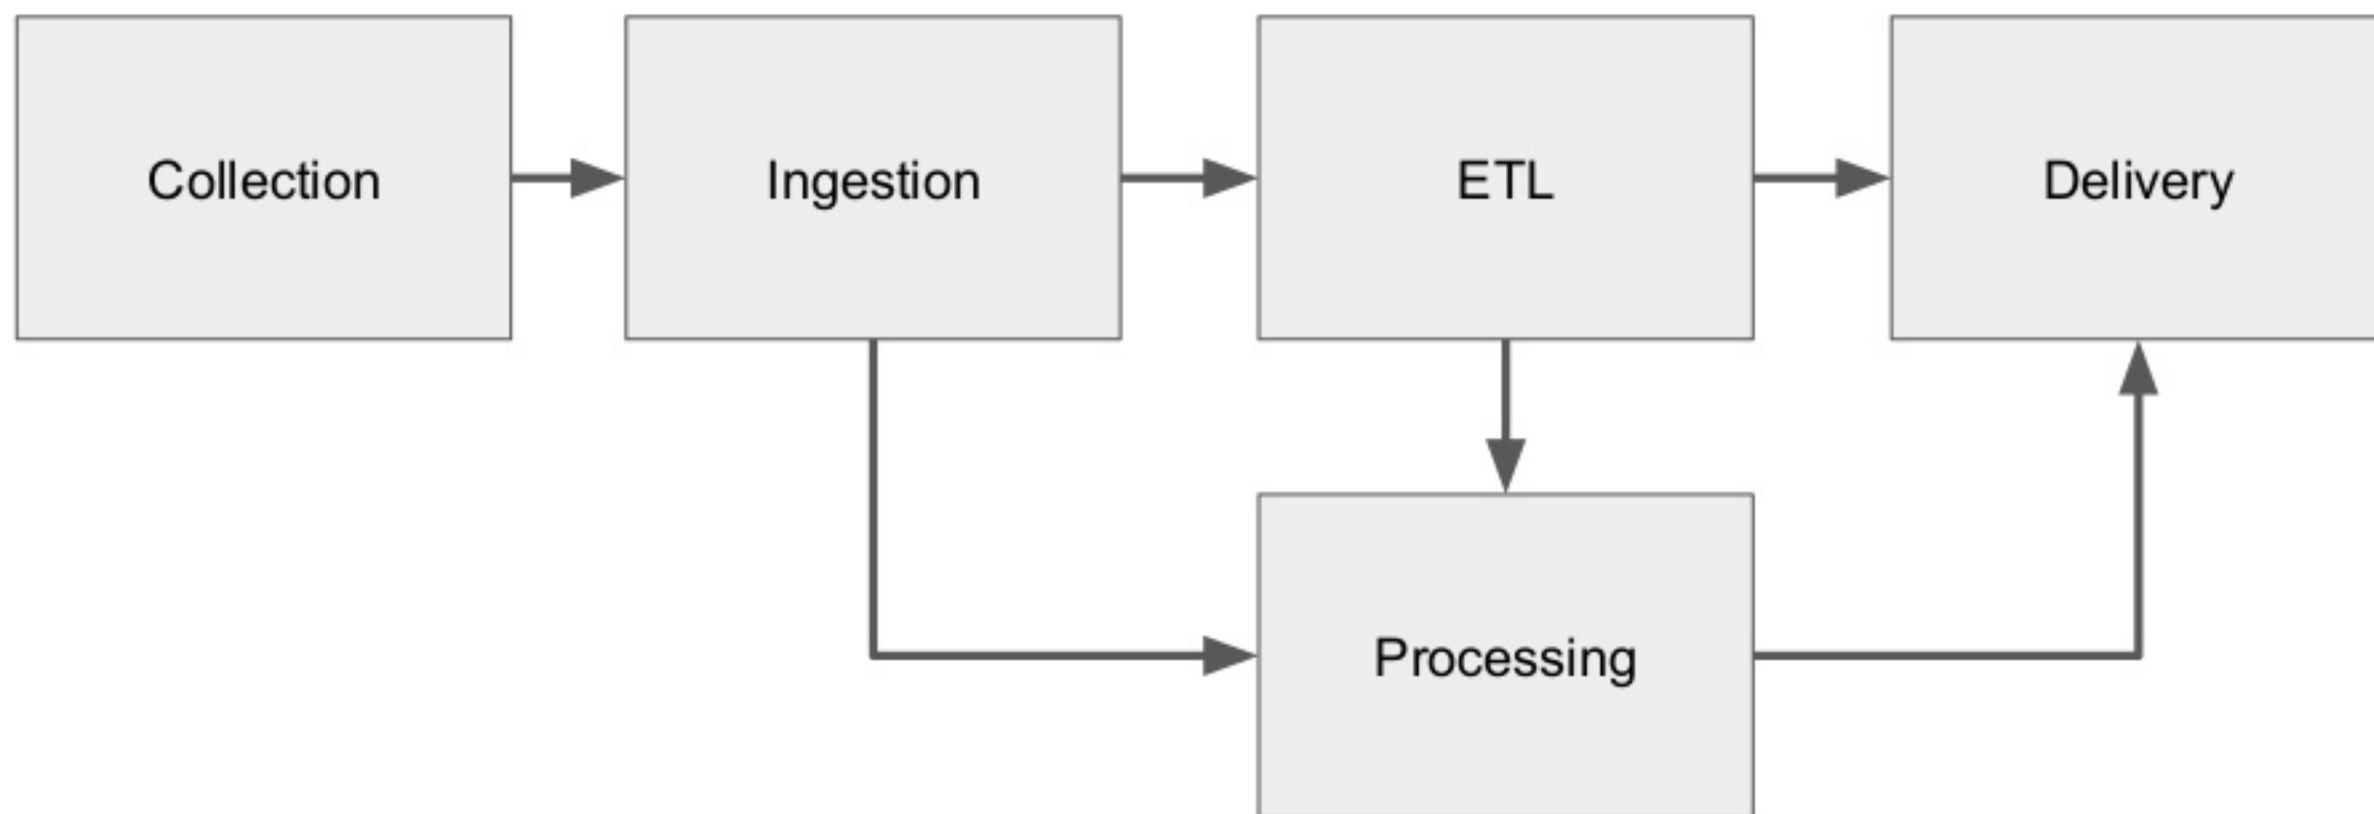 Collection
Ingestion
ETL
Delivery
Processing